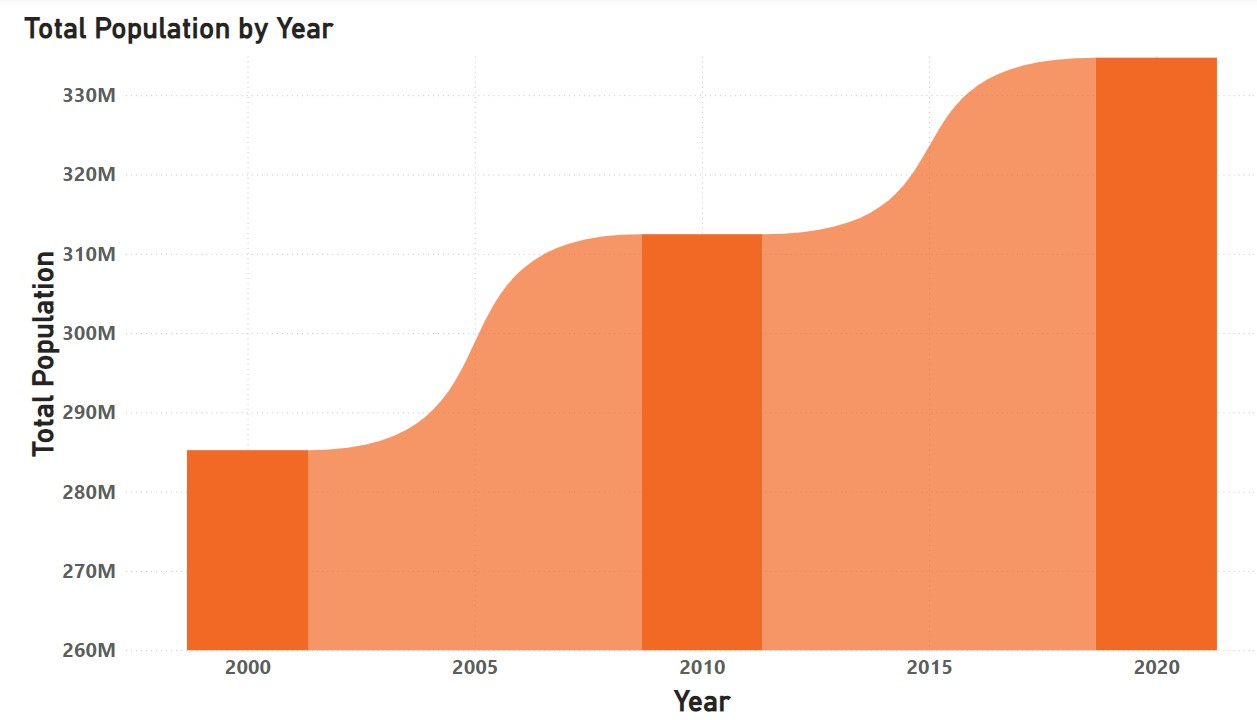 Total Population by Year
Total Population
330M
320M
310M
300M
290M
280M
270M
260M
2000 2005 2010 2015 2020
Year